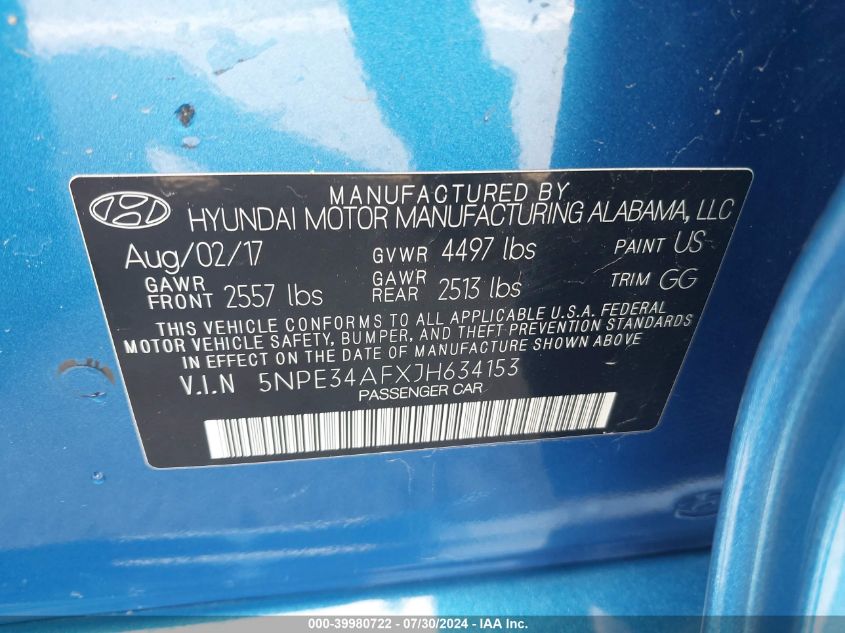 MANUFACTURED BY
HYUNDAI MOTOR MANUFACTURING ALABAMA, LLC
Aug/02/17 GVWR 4497 lbs PAINT US
GAWR FRONT 2557 lbs GAWR REAR 2513 lbs TRIM GG
THIS VEHICLE CONFORMS TO ALL APPLICABLE U.S.A. FEDERAL
MOTOR VEHICLE SAFETY, BUMPER, AND THEFT PREVENTION STANDARDS
IN EFFECT ON THE DATE OF MANUFACTURE SHOWN ABOVE
V.I.N 5NPE34AFXJH634153
PASSENGER CAR
000-39980722 - 07/30/2024 - IAA Inc.